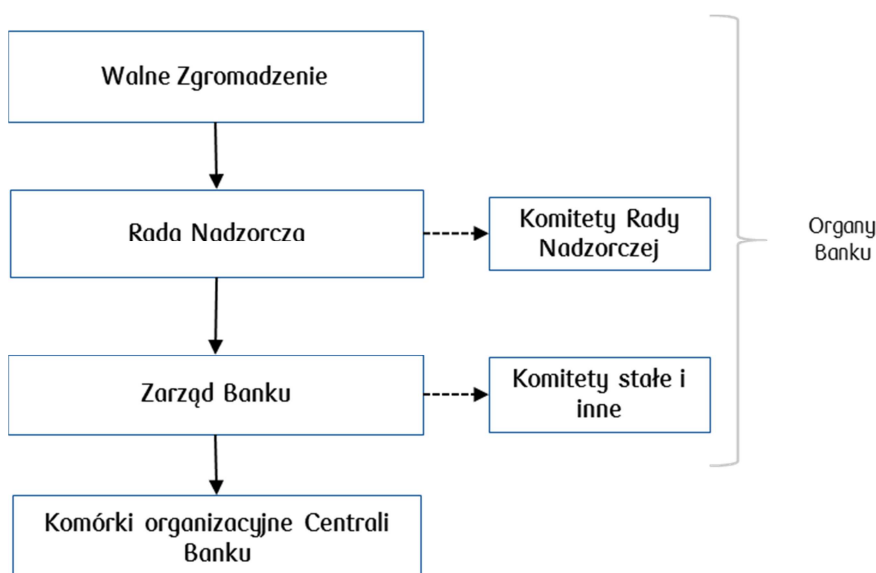 Walne Zgromadzenie
Rada Nadzorcza
Komitety Rady
Nadzorczej
Organy
Banku
Zarząd Banku
Komitety stałe i
inne
Komórki organizacyjne Centrali
Banku